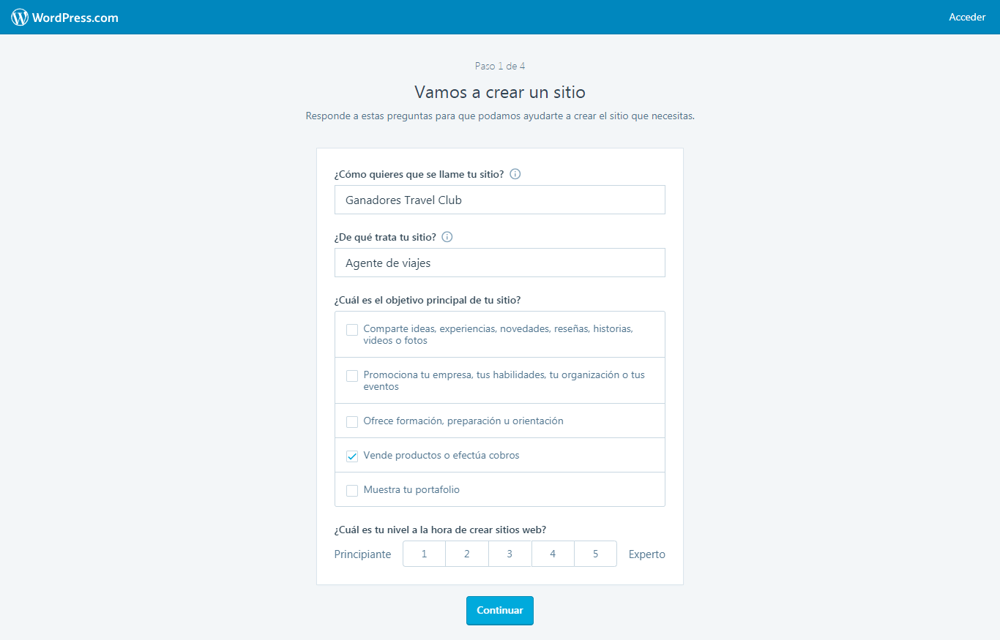 WordPress.com
Acceder
Paso 1 de 4
Vamos a crear un sitio
Responde a estas preguntas para que podamos ayudarte a crear el sitio que necesitas.
¿Cómo quieres que se llame tu sitio?
Ganadores Travel Club
¿De qué trata tu sitio?
Agente de viajes
¿Cuál es el objetivo principal de tu sitio?
Comparte ideas, experiencias, novedades, reseñas, historias,
videos o fotos
Promociona tu empresa, tus habilidades, tu organización o tus
eventos
Ofrece formación, preparación u orientación
Vende productos o efectúa cobros
Muestra tu portafolio
¿Cuál es tu nivel a la hora de crear sitios web?
Principiante 1 2 3 4 5 Experto
Continuar